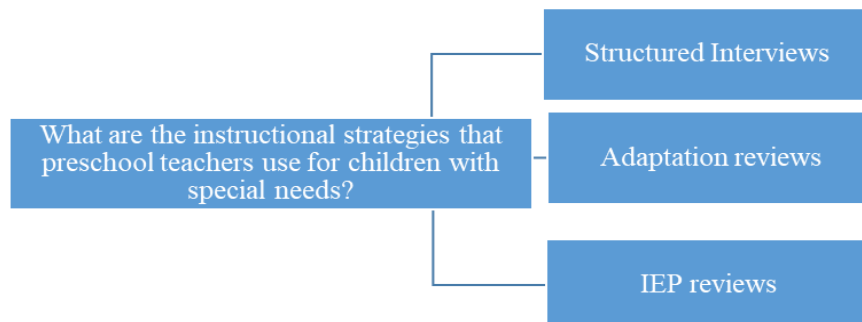 Structured Interviews
What are the instructional strategies that
preschool teachers use for children with
special needs?
Adaptation reviews
IEP reviews